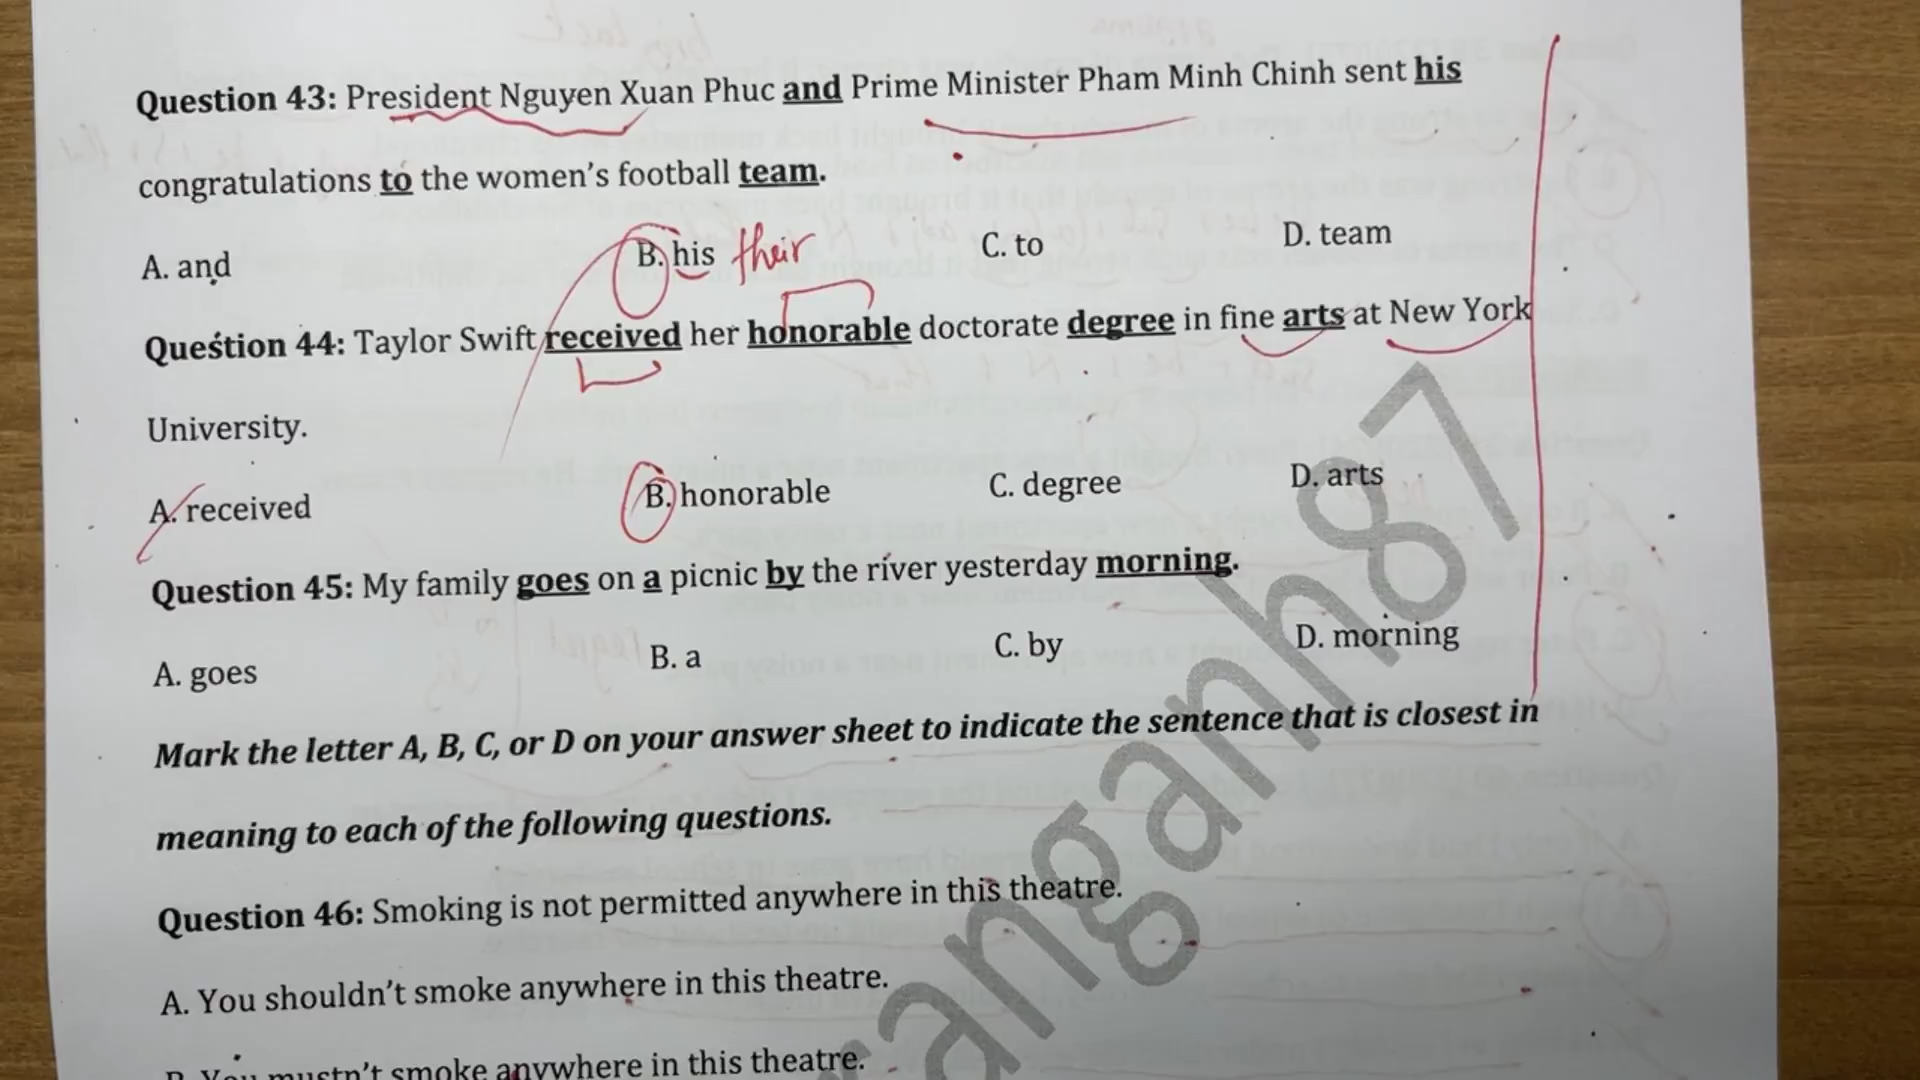 Question 43: President Nguyen Xuan Phuc and Prime Minister Pham Minh Chinh sent his
congratulations to the women's football team.
A. and B. his their C. to D. team
Question 44: Taylor Swift received her honorable doctorate degree in fine arts at New York
University.
A. received B. honorable C. degree D. arts
Question 45: My family goes on a picnic by the river yesterday morning.
A. goes B. a C. by D. morning
Mark the letter A, B, C, or D on your answer sheet to indicate the sentence that is closest in
meaning to each of the following questions.
Question 46: Smoking is not permitted anywhere in this theatre.
A. You shouldn't smoke anywhere in this theatre.
B. You mustn't smoke anywhere in this theatre.
ranganh87